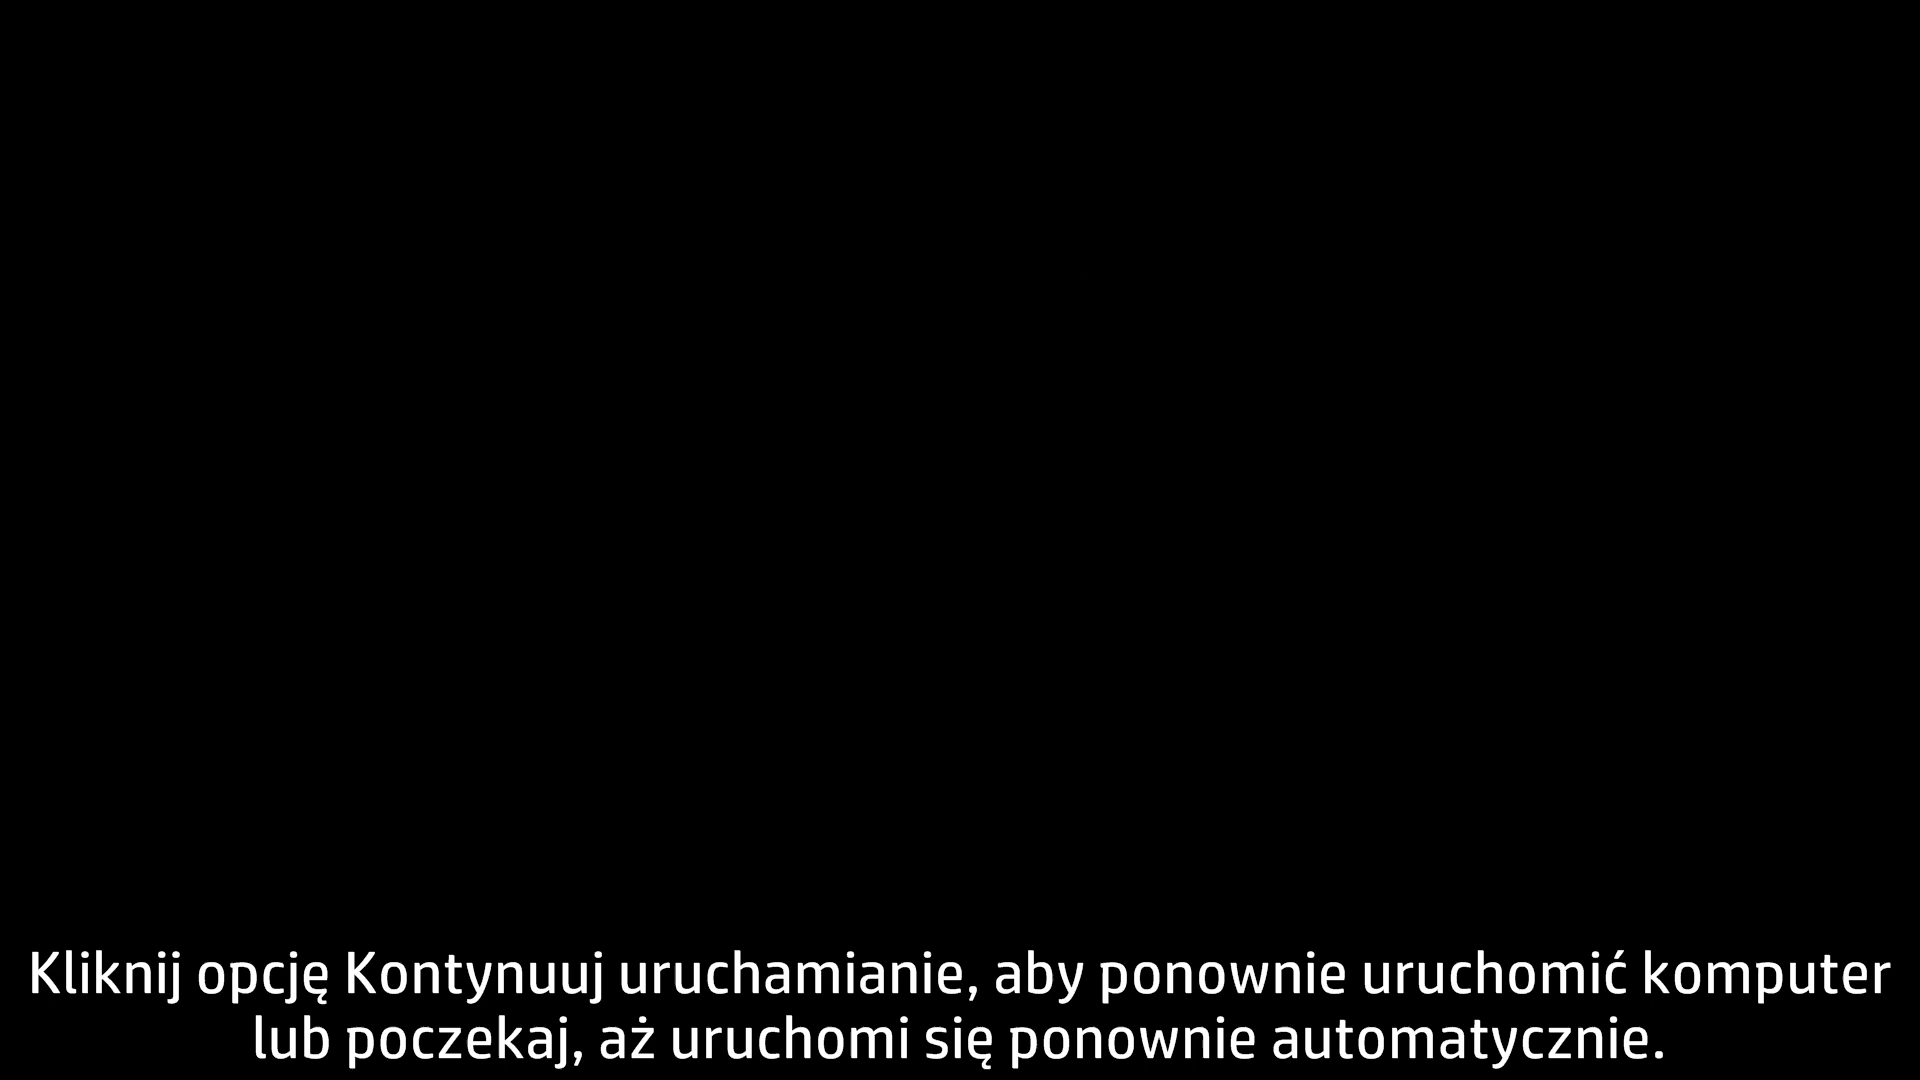 Kliknij opcję Kontynuuj uruchamianie, aby ponownie uruchomić komputer
lub poczekaj, aż uruchomi się ponownie automatycznie.